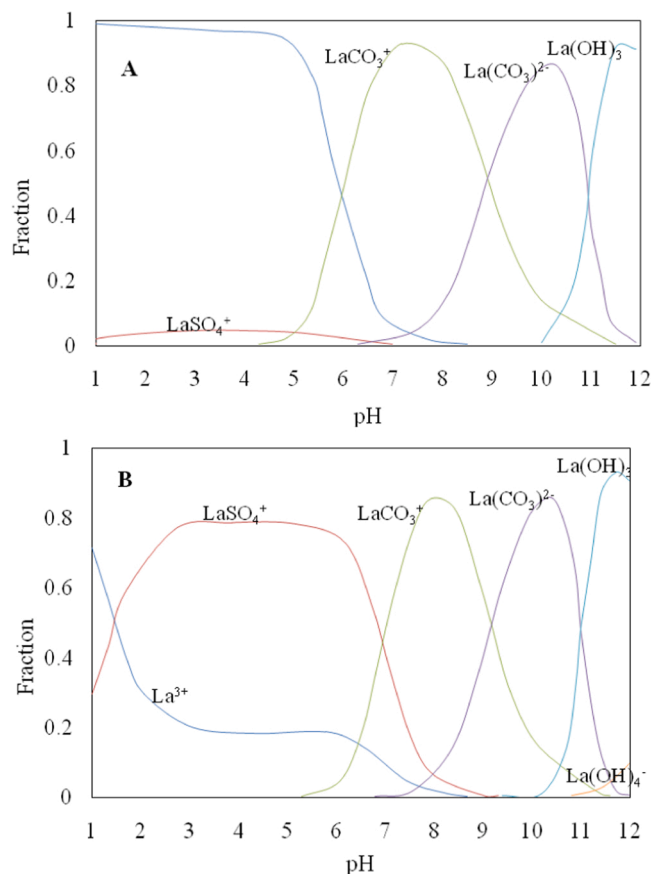 A
1
0.8
0.6
0.4
0.2
0
Fraction
LaCO₃⁺
La(CO₃)²⁻
La(OH)₃
LaSO₄⁺
1 2 3 4 5 6 7 8 9 10 11 12
pH
B
1
0.8
0.6
0.4
0.2
0
Fraction
LaSO₄⁺
LaCO₃⁺
La(CO₃)²⁻
La(OH)₃
La³⁺
La(OH)₄⁻
1 2 3 4 5 6 7 8 9 10 11 12
pH